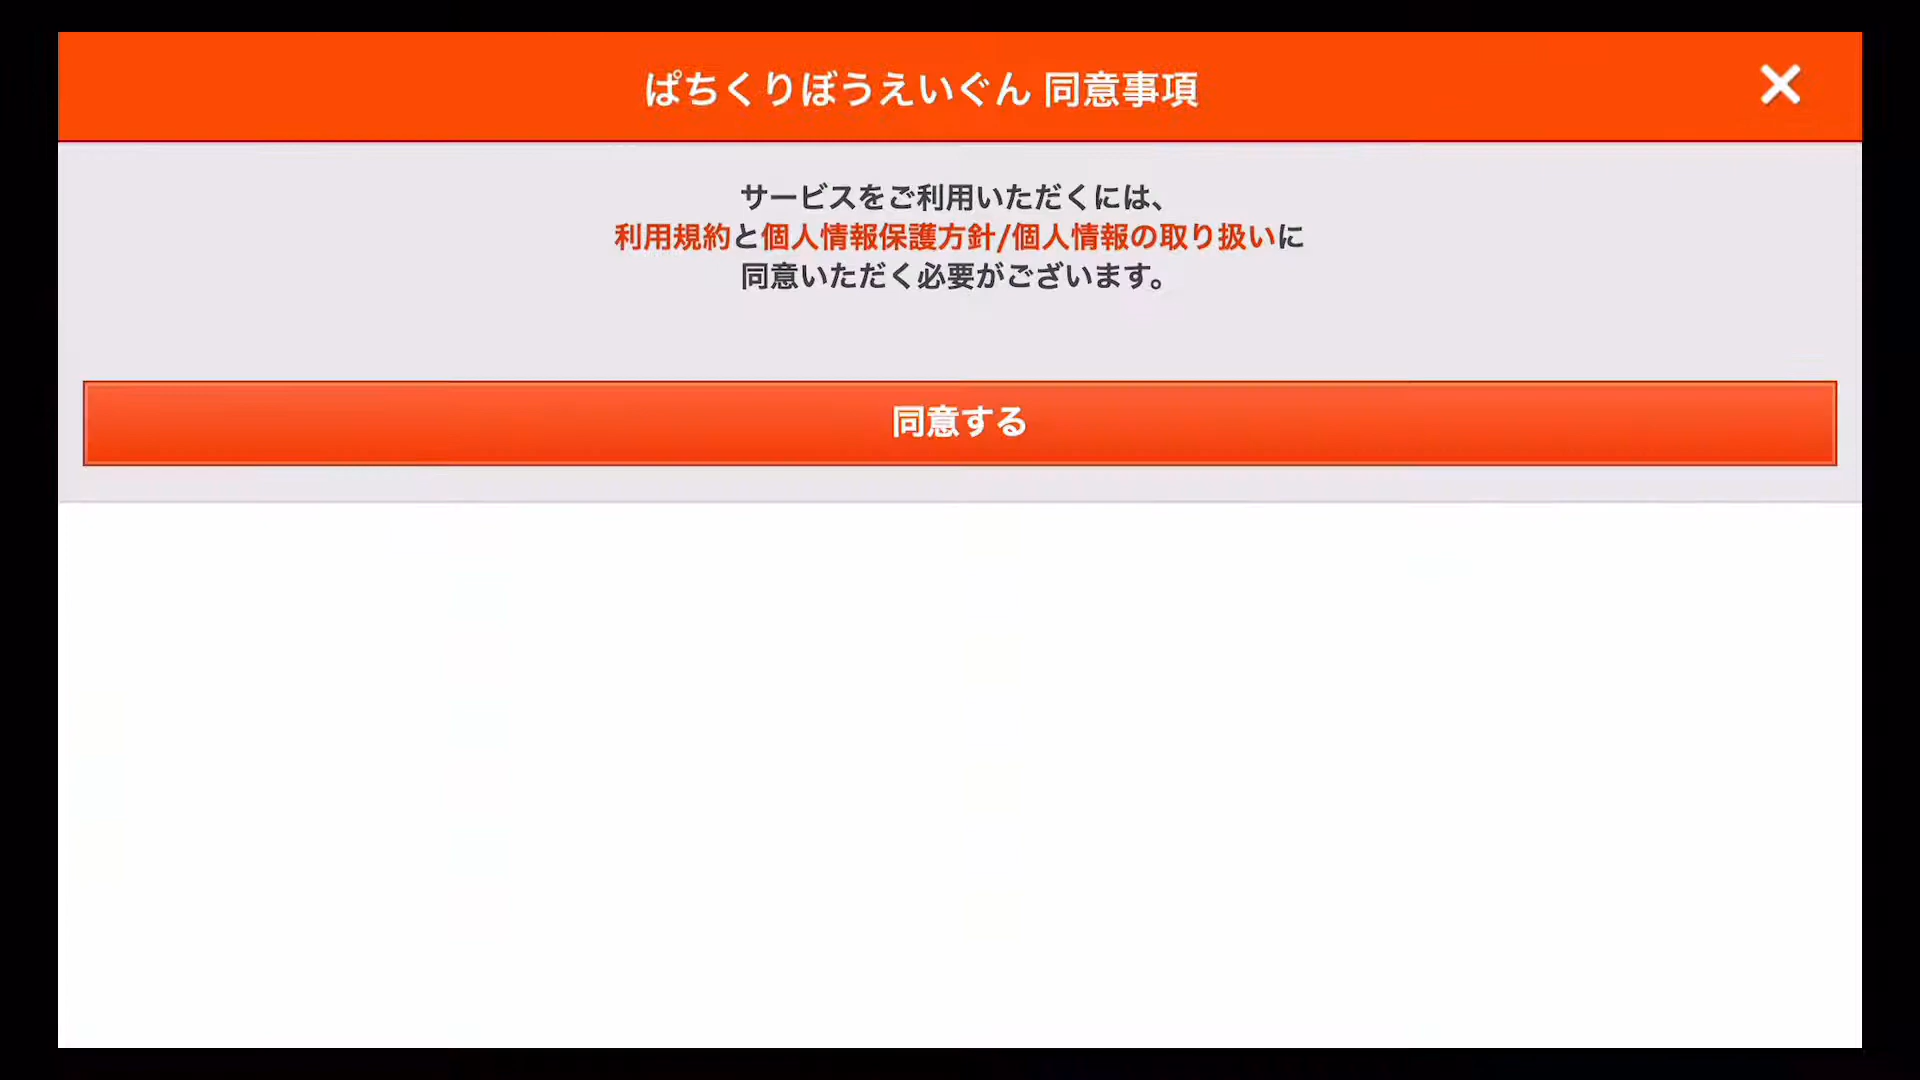 ぱちくりぼうえいぐん 同意事項
サービスをご利用いただくには、
利用規約と個人情報保護方針/個人情報の取り扱いに
同意いただく必要がございます。
同意する